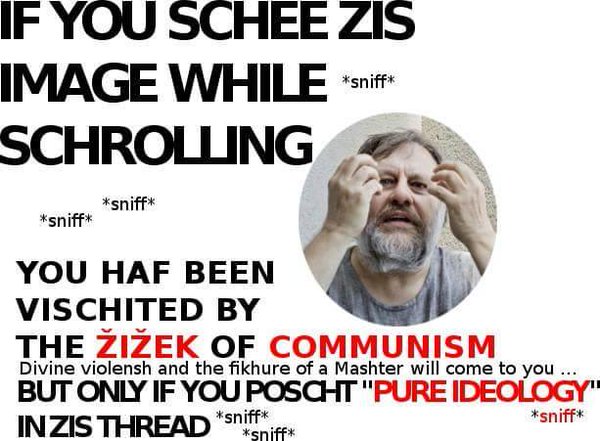 IF YOU SCHEE ZIS
IMAGE WHILE *sniff*
SCHROLLING
*sniff*
*sniff*
YOU HAF BEEN
VISCHITED BY
THE ŽIŽEK OF COMMUNISM
Divine violensh and the fikhure of a Mashter will come to you ...
BUT ONLY IF YOU POSCHT "PURE IDEOLOGY"
IN ZIS THREAD *sniff* *sniff*
*sniff*